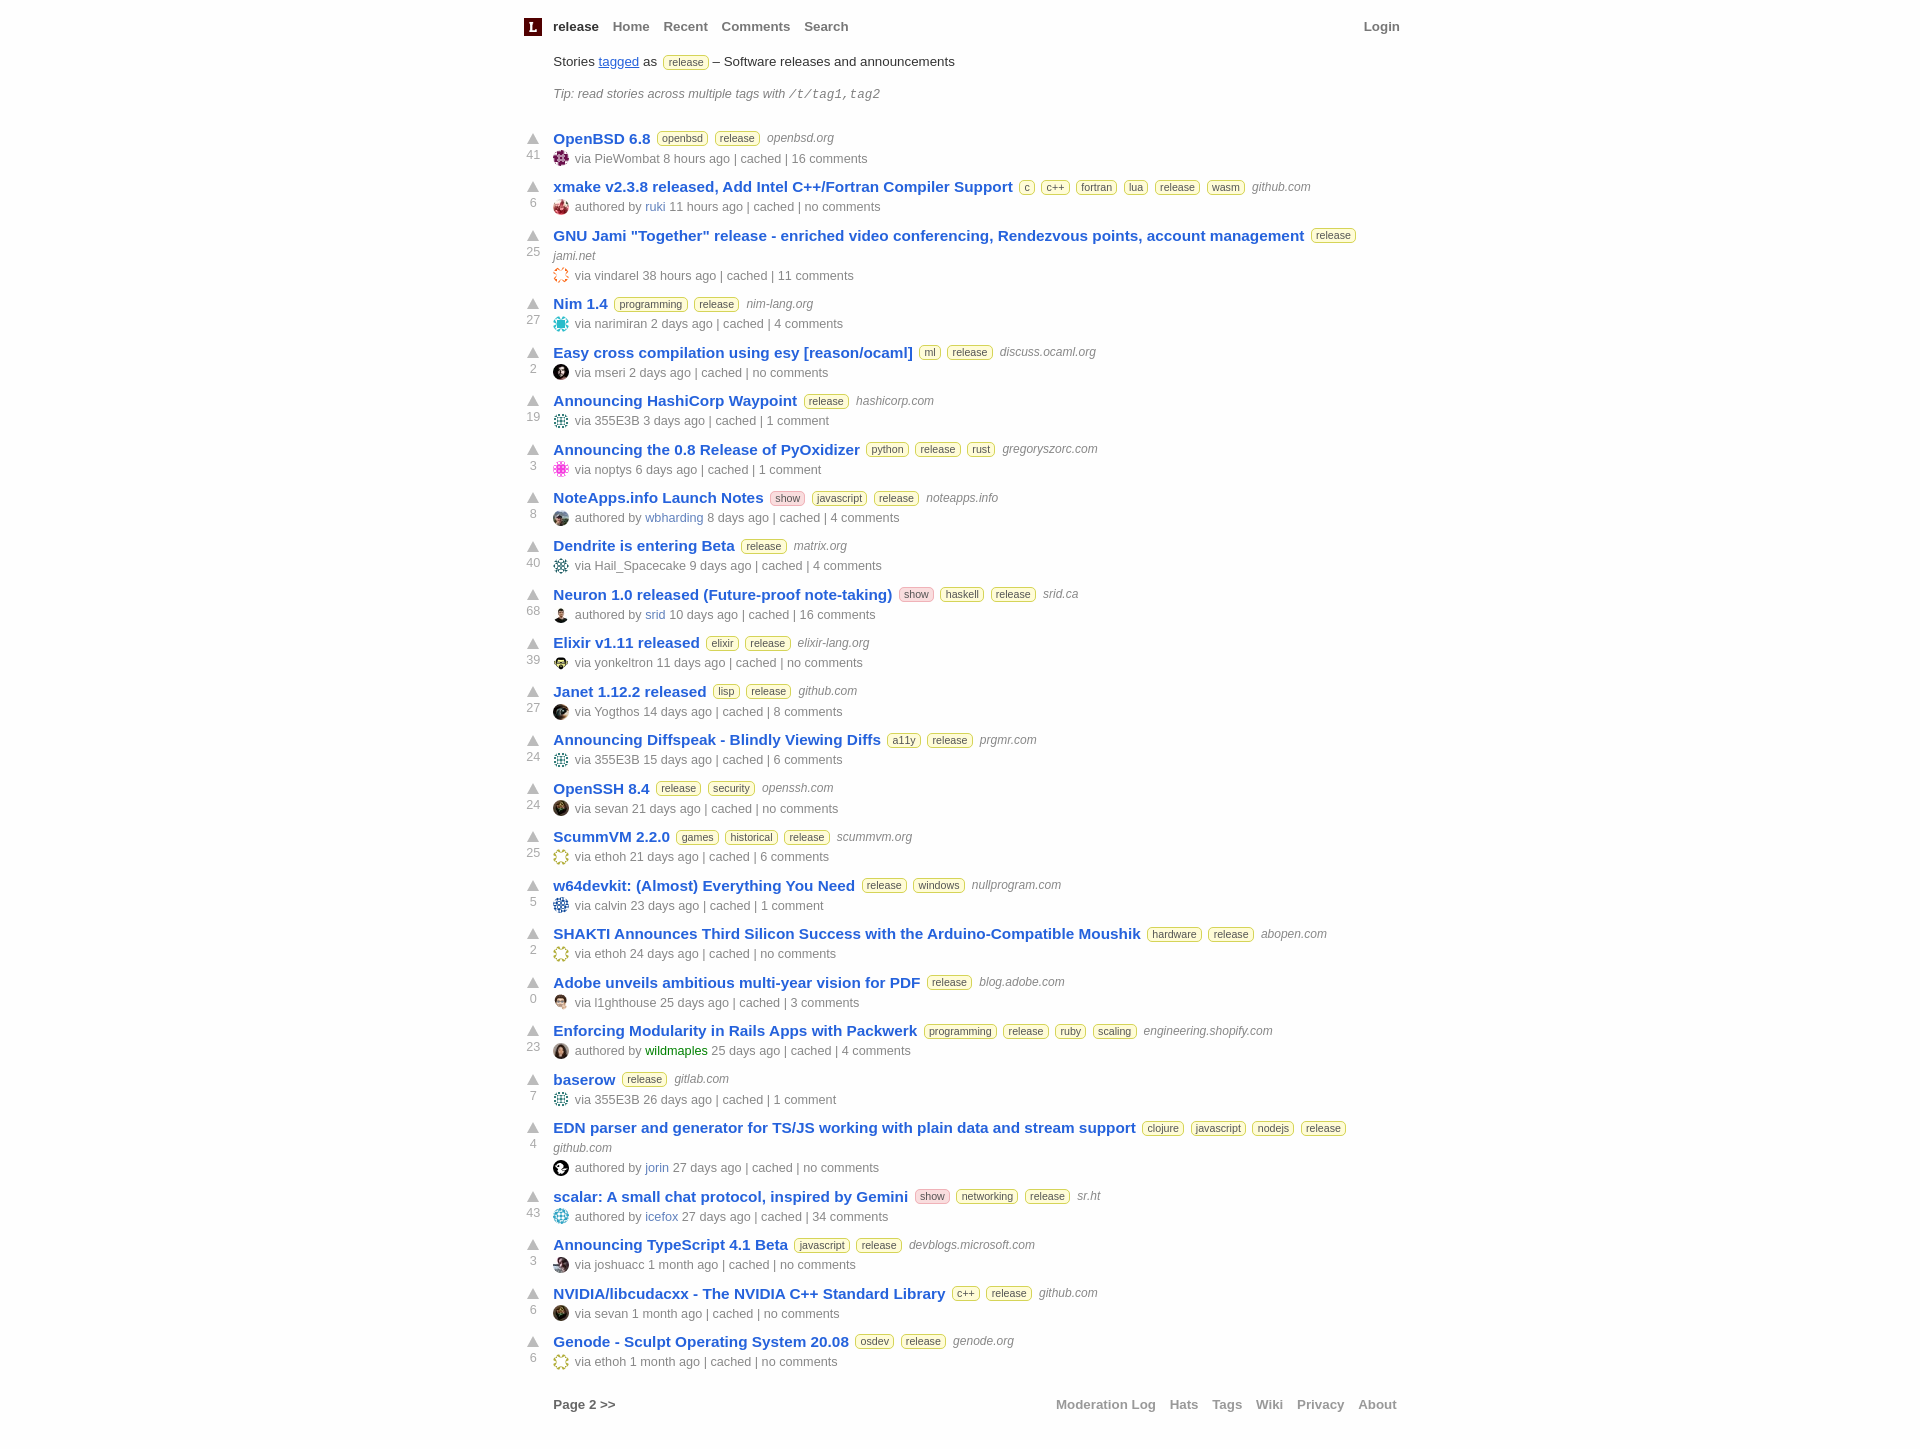 L release Home Recent Comments Search Login
Stories tagged as release – Software releases and announcements
Tip: read stories across multiple tags with /t/tag1,tag2
OpenBSD 6.8 openbsd release openbsd.org
41 via PieWombat 8 hours ago | cached | 16 comments
xmake v2.3.8 released, Add Intel C++/Fortran Compiler Support c c++ fortran lua release wasm github.com
6 authored by ruki 11 hours ago | cached | no comments
GNU Jami "Together" release - enriched video conferencing, Rendezvous points, account management release
25 jami.net
via vindarel 38 hours ago | cached | 11 comments
Nim 1.4 programming release nim-lang.org
27 via narimiran 2 days ago | cached | 4 comments
Easy cross compilation using esy [reason/ocaml] ml release discuss.ocaml.org
2 via mseri 2 days ago | cached | no comments
Announcing HashiCorp Waypoint release hashicorp.com
19 via 355E3B 3 days ago | cached | 1 comment
Announcing the 0.8 Release of PyOxidizer python release rust gregoryszorc.com
3 via noptys 6 days ago | cached | 1 comment
NoteApps.info Launch Notes show javascript release noteapps.info
8 authored by wbharding 8 days ago | cached | 4 comments
Dendrite is entering Beta release matrix.org
40 via Hail_Spacecake 9 days ago | cached | 4 comments
Neuron 1.0 released (Future-proof note-taking) show haskell release srid.ca
68 authored by srid 10 days ago | cached | 16 comments
Elixir v1.11 released elixir release elixir-lang.org
39 via yonkeltron 11 days ago | cached | no comments
Janet 1.12.2 released lisp release github.com
27 via Yogthos 14 days ago | cached | 8 comments
Announcing Diffspeak - Blindly Viewing Diffs a11y release prgmr.com
24 via 355E3B 15 days ago | cached | 6 comments
OpenSSH 8.4 release security openssh.com
24 via sevan 21 days ago | cached | no comments
ScummVM 2.2.0 games historical release scummvm.org
25 via ethoh 21 days ago | cached | 6 comments
w64devkit: (Almost) Everything You Need release windows nullprogram.com
5 via calvin 23 days ago | cached | 1 comment
SHAKTI Announces Third Silicon Success with the Arduino-Compatible Moushik hardware release abopen.com
2 via ethoh 24 days ago | cached | no comments
Adobe unveils ambitious multi-year vision for PDF release blog.adobe.com
0 via l1ghthouse 25 days ago | cached | 3 comments
Enforcing Modularity in Rails Apps with Packwerk programming release ruby scaling engineering.shopify.com
23 authored by wildmaples 25 days ago | cached | 4 comments
baserow release gitlab.com
7 via 355E3B 26 days ago | cached | 1 comment
EDN parser and generator for TS/JS working with plain data and stream support clojure javascript nodejs release
4 github.com
authored by jorin 27 days ago | cached | no comments
scalar: A small chat protocol, inspired by Gemini show networking release sr.ht
43 authored by icefox 27 days ago | cached | 34 comments
Announcing TypeScript 4.1 Beta javascript release devblogs.microsoft.com
3 via joshuacc 1 month ago | cached | no comments
NVIDIA/libcudacxx - The NVIDIA C++ Standard Library c++ release github.com
6 via sevan 1 month ago | cached | no comments
Genode - Sculpt Operating System 20.08 osdev release genode.org
6 via ethoh 1 month ago | cached | no comments
Page 2 >> Moderation Log Hats Tags Wiki Privacy About